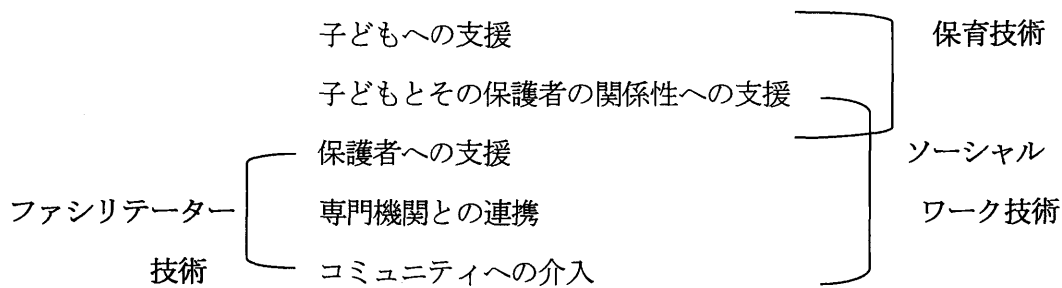 子どもへの支援
保育技術
子どもとその保護者の関係性への支援
保護者への支援
ソーシャル
ファシリテーター
専門機関との連携
ワーク技術
技術
コミュニティへの介入